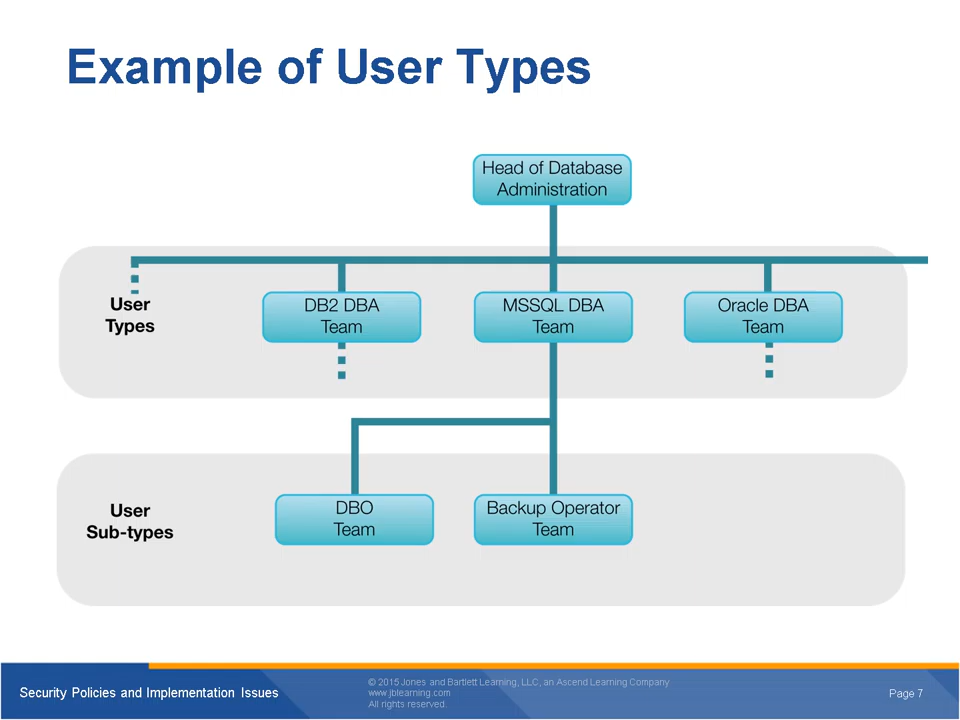 Example of User Types
Head of Database
Administration
User
Types
DB2 DBA
Team
MSSQL DBA
Team
Oracle DBA
Team
User
Sub-types
DBO
Team
Backup Operator
Team
Security Policies and Implementation Issues
© 2015 Jones and Bartlett Learning, LLC, an Ascend Learning Company
www.jblearning.com
All rights reserved.
Page 7